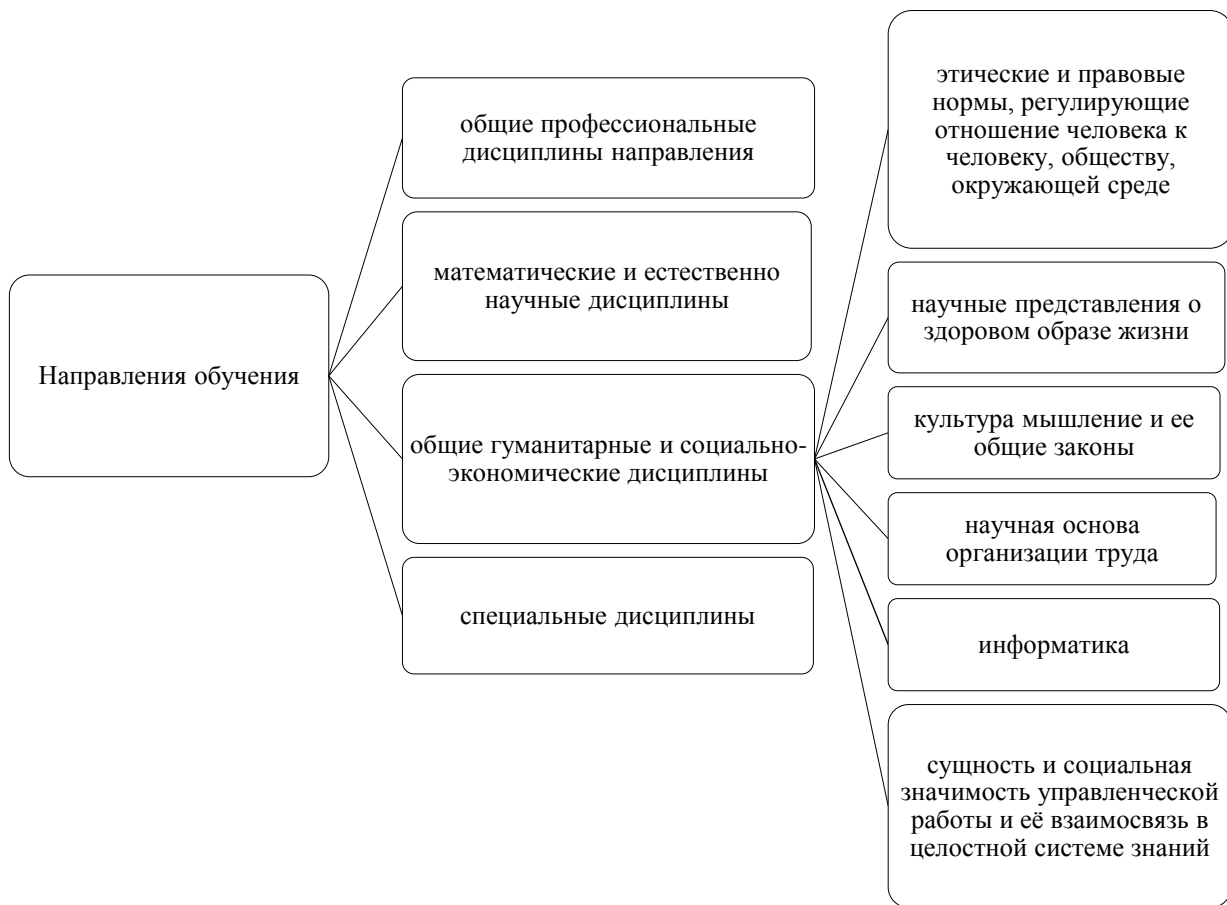 Направления обучения
общие профессиональные
дисциплины направления
математические и естественно
научные дисциплины
общие гуманитарные и социально-
экономические дисциплины
специальные дисциплины
этические и правовые
нормы, регулирующие
отношение человека к
человеку, обществу,
окружающей среде
научные представления о
здоровом образе жизни
культура мышление и ее
общие законы
научная основа
организации труда
информатика
сущность и социальная
значимость управленческой
работы и её взаимосвязь в
целостной системе знаний